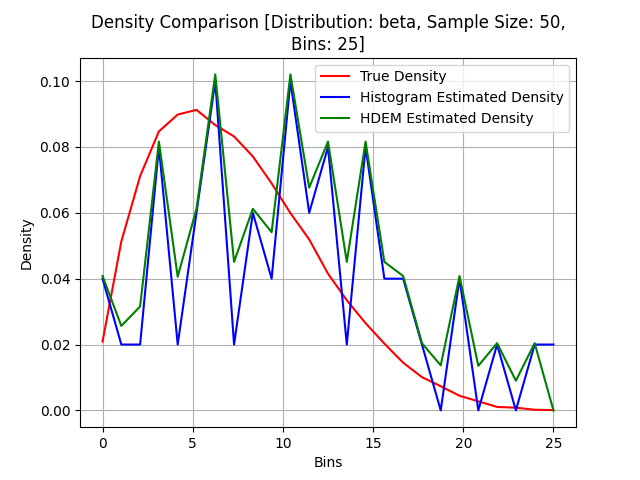 Density Comparison [Distribution: beta, Sample Size: 50,
Bins: 25]
True Density
Histogram Estimated Density
HDEM Estimated Density
Density
0.10
0.08
0.06
0.04
0.02
0.00
0 5 10 15 20 25
Bins